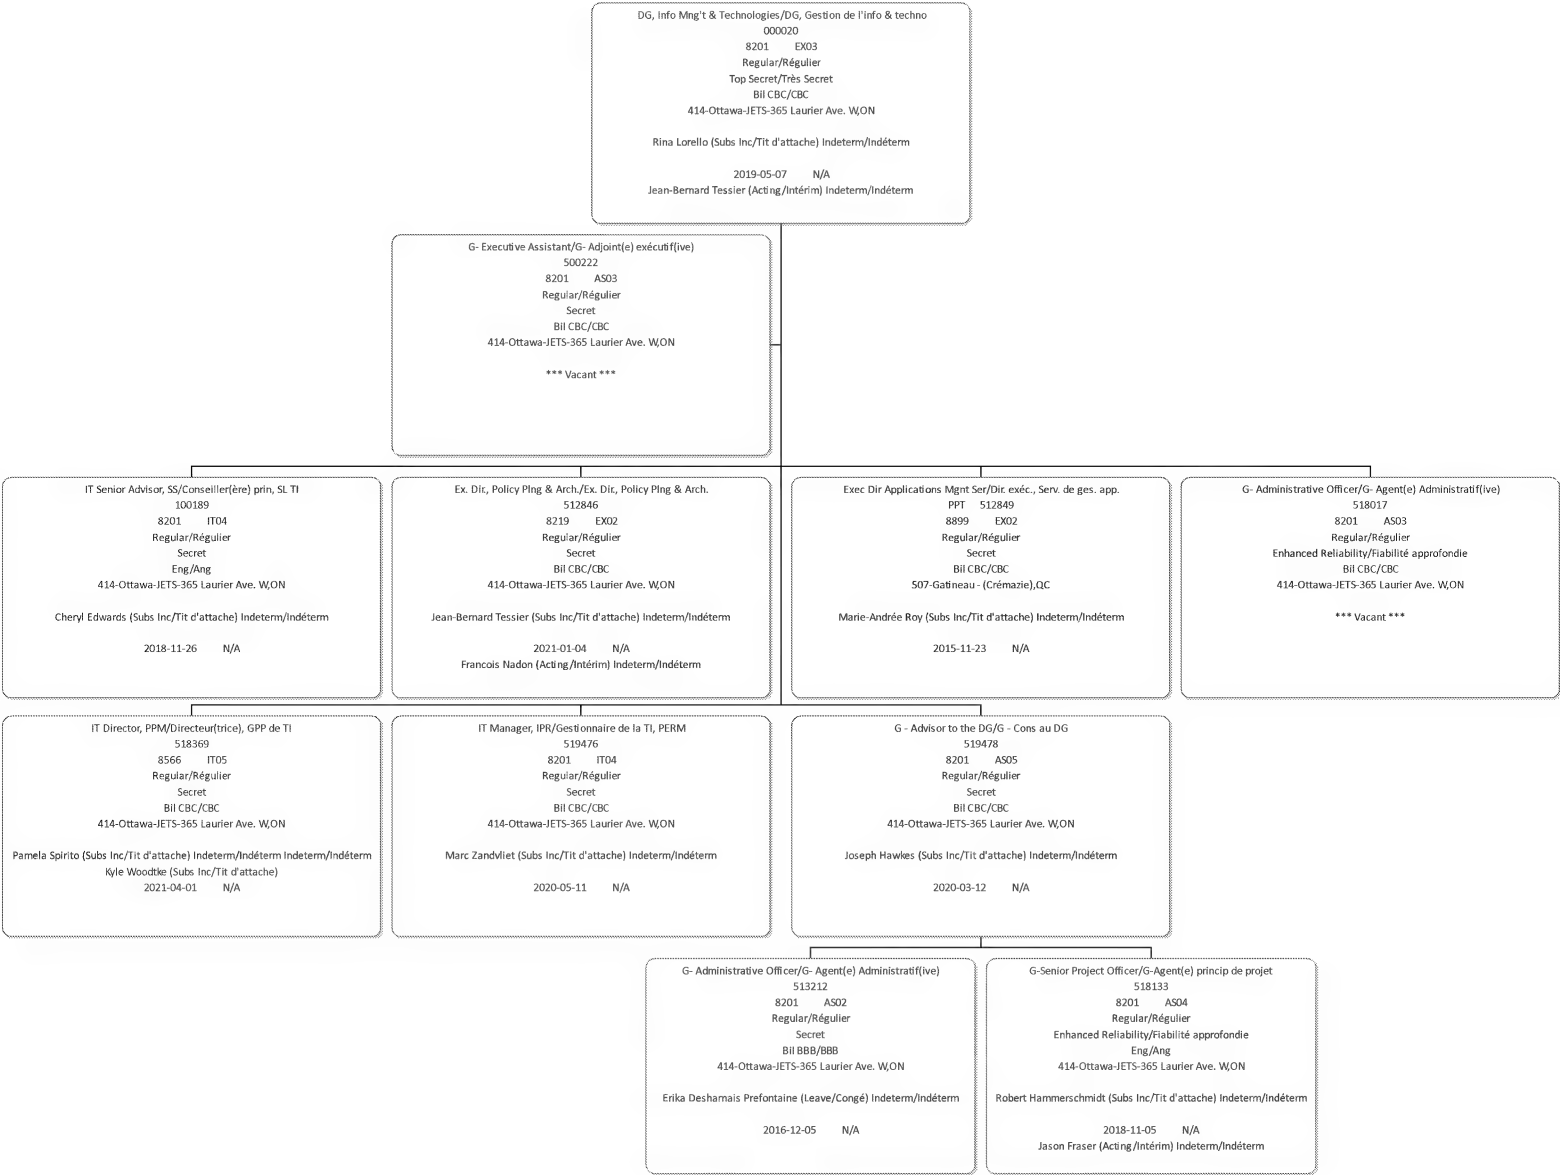 DG, Info Mng't & Technologies/DG, Gestion de l'info & techno
000020
8201 EX03
Regular/Régulier
Top Secret/Très Secret
Bil CBC/CBC
414-Ottawa-JETS-365 Laurier Ave. W,ON
Rina Lorello (Subs Inc/Tit d'attache) Indeterm/Indéterm
2019-05-07 N/A
Jean-Bernard Tessier (Acting/Intérim) Indeterm/Indéterm
G- Executive Assistant/G- Adjoint(e) exécutif(ive)
500222
8201 AS03
Regular/Régulier
Secret
Bil CBC/CBC
414-Ottawa-JETS-365 Laurier Ave. W,ON
*** Vacant ***
IT Senior Advisor, SS/Conseiller(ère) prin, SL TI
100189
8201 IT04
Regular/Régulier
Secret
Eng/Ang
414-Ottawa-JETS-365 Laurier Ave. W,ON
Cheryl Edwards (Subs Inc/Tit d'attache) Indeterm/Indéterm
2018-11-26 N/A
Ex. Dir., Policy Plng & Arch./Ex. Dir., Policy Plng & Arch.
512846
8219 EX02
Regular/Régulier
Secret
Bil CBC/CBC
414-Ottawa-JETS-365 Laurier Ave. W,ON
Jean-Bernard Tessier (Subs Inc/Tit d'attache) Indeterm/Indéterm
2021-01-04 N/A
Francois Nadon (Acting/Intérim) Indeterm/Indéterm
Exec Dir Applications Mgnt Ser/Dir. exéc., Serv. de ges. app.
PPT 512849
8899 EX02
Regular/Régulier
Secret
Bil CBC/CBC
507-Gatineau - (Crémazie),QC
Marie-Andrée Roy (Subs Inc/Tit d'attache) Indeterm/Indéterm
2015-11-23 N/A
G- Administrative Officer/G- Agent(e) Administratif(ive)
518017
8201 AS03
Regular/Régulier
Enhanced Reliability/Fiabilité approfondie
Bil CBC/CBC
414-Ottawa-JETS-365 Laurier Ave. W,ON
*** Vacant ***
IT Director, PPM/Directeur(trice), GPP de TI
518369
8566 IT05
Regular/Régulier
Secret
Bil CBC/CBC
414-Ottawa-JETS-365 Laurier Ave. W,ON
Pamela Spirito (Subs Inc/Tit d'attache) Indeterm/Indéterm Indeterm/Indéterm
Kyle Woodtke (Subs Inc/Tit d'attache)
2021-04-01 N/A
IT Manager, IPR/Gestionnaire de la TI, PERM
519476
8201 IT04
Regular/Régulier
Secret
Bil CBC/CBC
414-Ottawa-JETS-365 Laurier Ave. W,ON
Marc Zandvliet (Subs Inc/Tit d'attache) Indeterm/Indéterm
2020-05-11 N/A
G - Advisor to the DG/G - Cons au DG
519478
8201 AS05
Regular/Régulier
Secret
Bil CBC/CBC
414-Ottawa-JETS-365 Laurier Ave. W,ON
Joseph Hawkes (Subs Inc/Tit d'attache) Indeterm/Indéterm
2020-03-12 N/A
G- Administrative Officer/G- Agent(e) Administratif(ive)
513212
8201 AS02
Regular/Régulier
Secret
Bil BBB/BBB
414-Ottawa-JETS-365 Laurier Ave. W,ON
Erika Desharnais Prefontaine (Leave/Congé) Indeterm/Indéterm
2016-12-05 N/A
G-Senior Project Officer/G-Agent(e) princip de projet
518133
8201 AS04
Regular/Régulier
Enhanced Reliability/Fiabilité approfondie
Eng/Ang
414-Ottawa-JETS-365 Laurier Ave. W,ON
Robert Hammerschmidt (Subs Inc/Tit d'attache) Indeterm/Indéterm
2018-11-05 N/A
Jason Fraser (Acting/Intérim) Indeterm/Indéterm